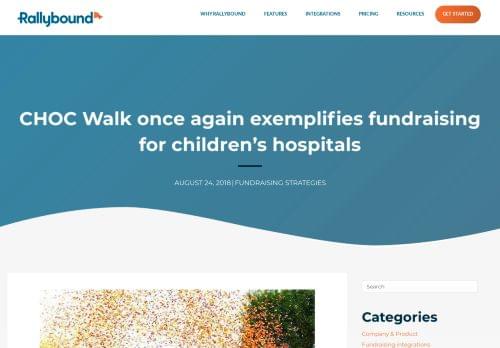 Rallybound
WHY RALLYBOUND FEATURES INTEGRATIONS PRICING RESOURCES GET STARTED
CHOC Walk once again exemplifies fundraising
for children's hospitals
AUGUST 24, 2018 | FUNDRAISING STRATEGIES
Search
Categories
Company & Product
Fundraising integrations